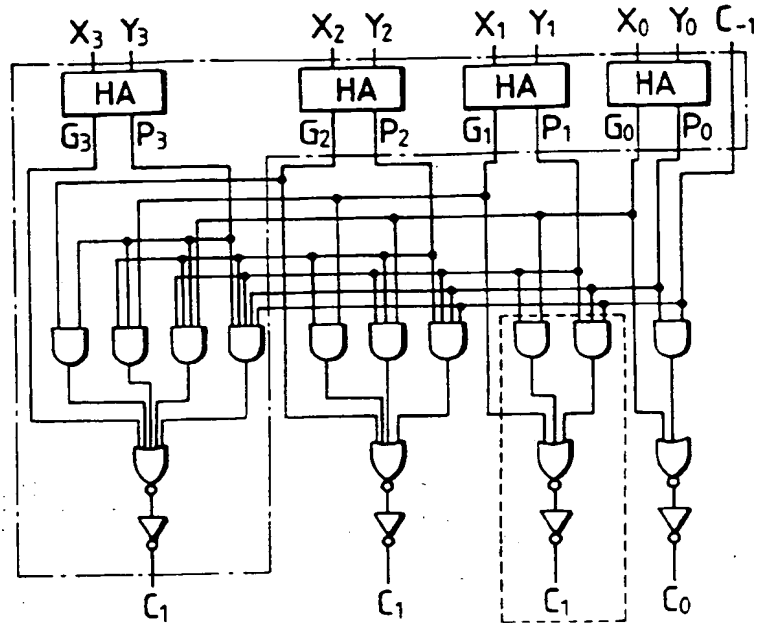 X₃ Y₃ X₂ Y₂ X₁ Y₁ X₀ Y₀ C₋₁
HA HA HA HA
G₃ P₃ G₂ P₂ G₁ P₁ G₀ P₀
C₁ C₁ C₁ C₀